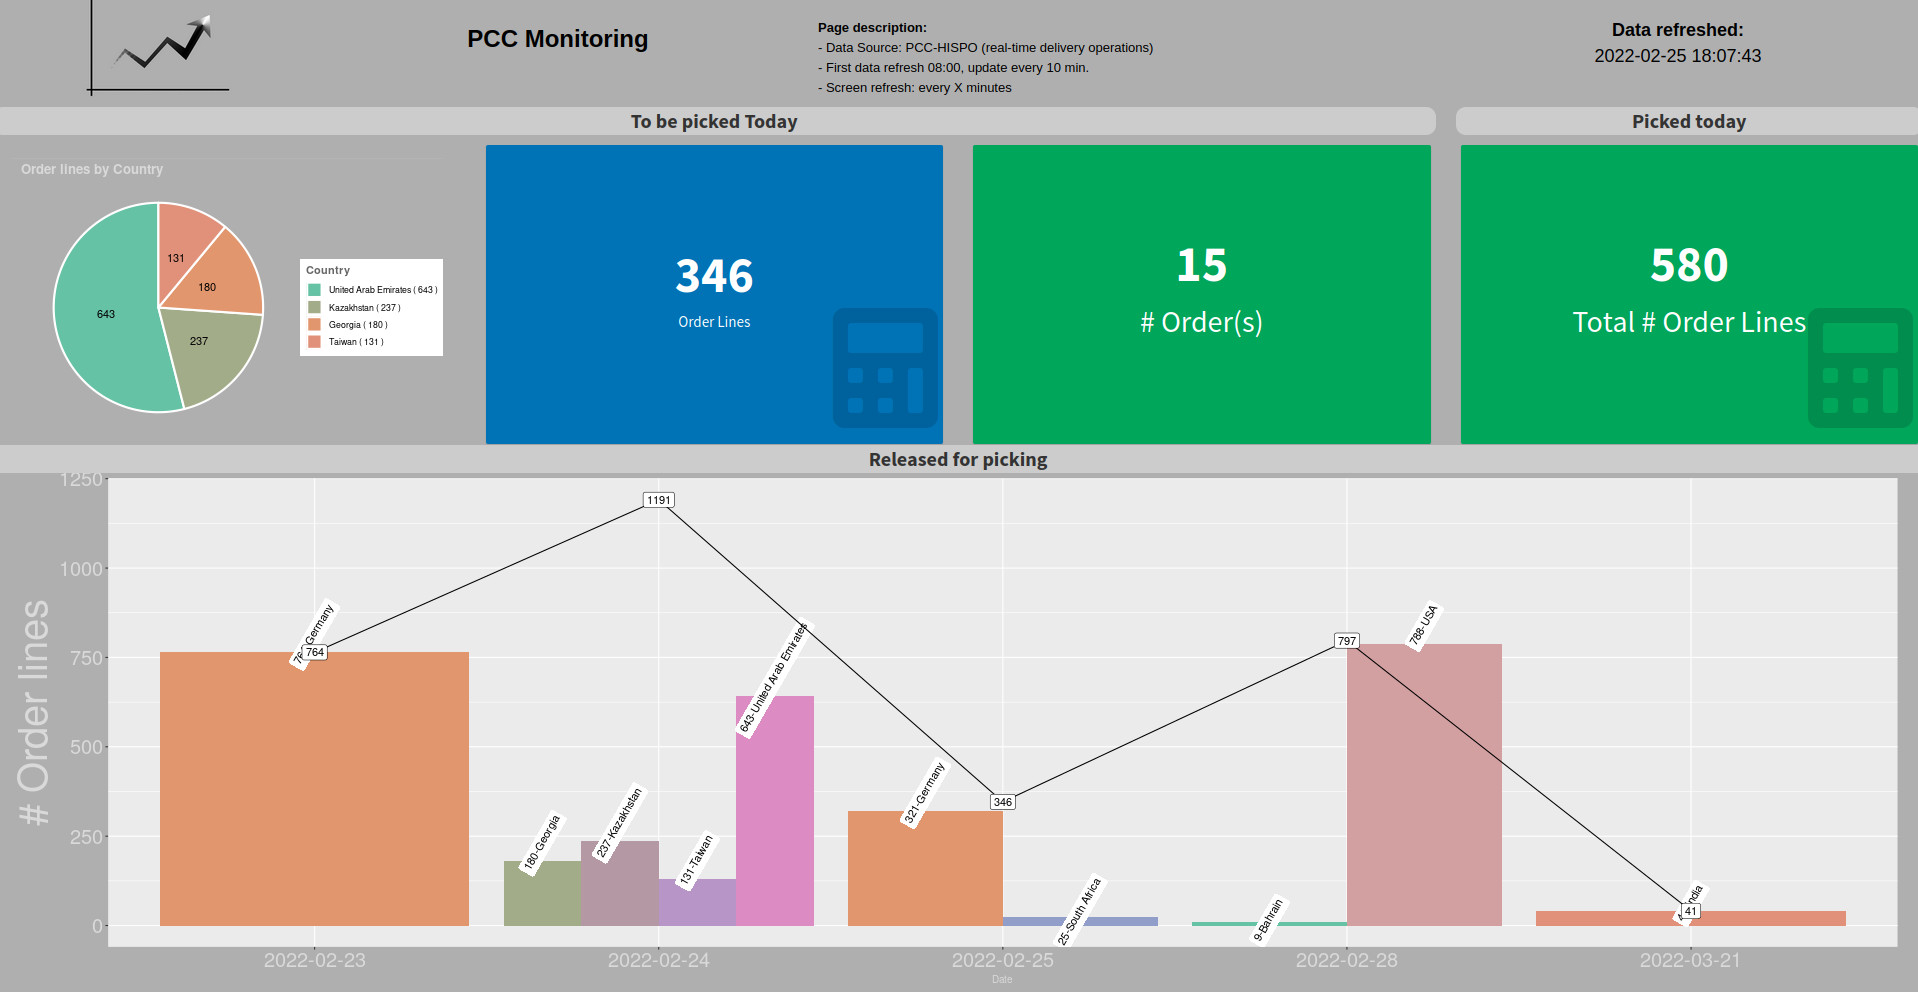 PCC Monitoring
Page description:
- Data Source: PCC-HISPO (real-time delivery operations)
- First data refresh 08:00, update every 10 min.
- Screen refresh: every X minutes
Data refreshed:
2022-02-25 18:07:43
To be picked Today
Picked today
Order lines by Country
131
180
237
643
Country
United Arab Emirates ( 643 )
Kazakhstan ( 237 )
Georgia ( 180 )
Taiwan ( 131 )
346
Order Lines
15
# Order(s)
580
Total # Order Lines
Released for picking
# Order lines
1250
1000
750
500
250
0
Germany
764
180-Georgia
237-Kazakhstan
131-Taiwan
643-United Arab Emirates
1191
321-Germany
346
25-South Africa
9-Bahrain
797
788-USA
41
2022-02-23
2022-02-24
2022-02-25
2022-02-28
2022-03-21
Date